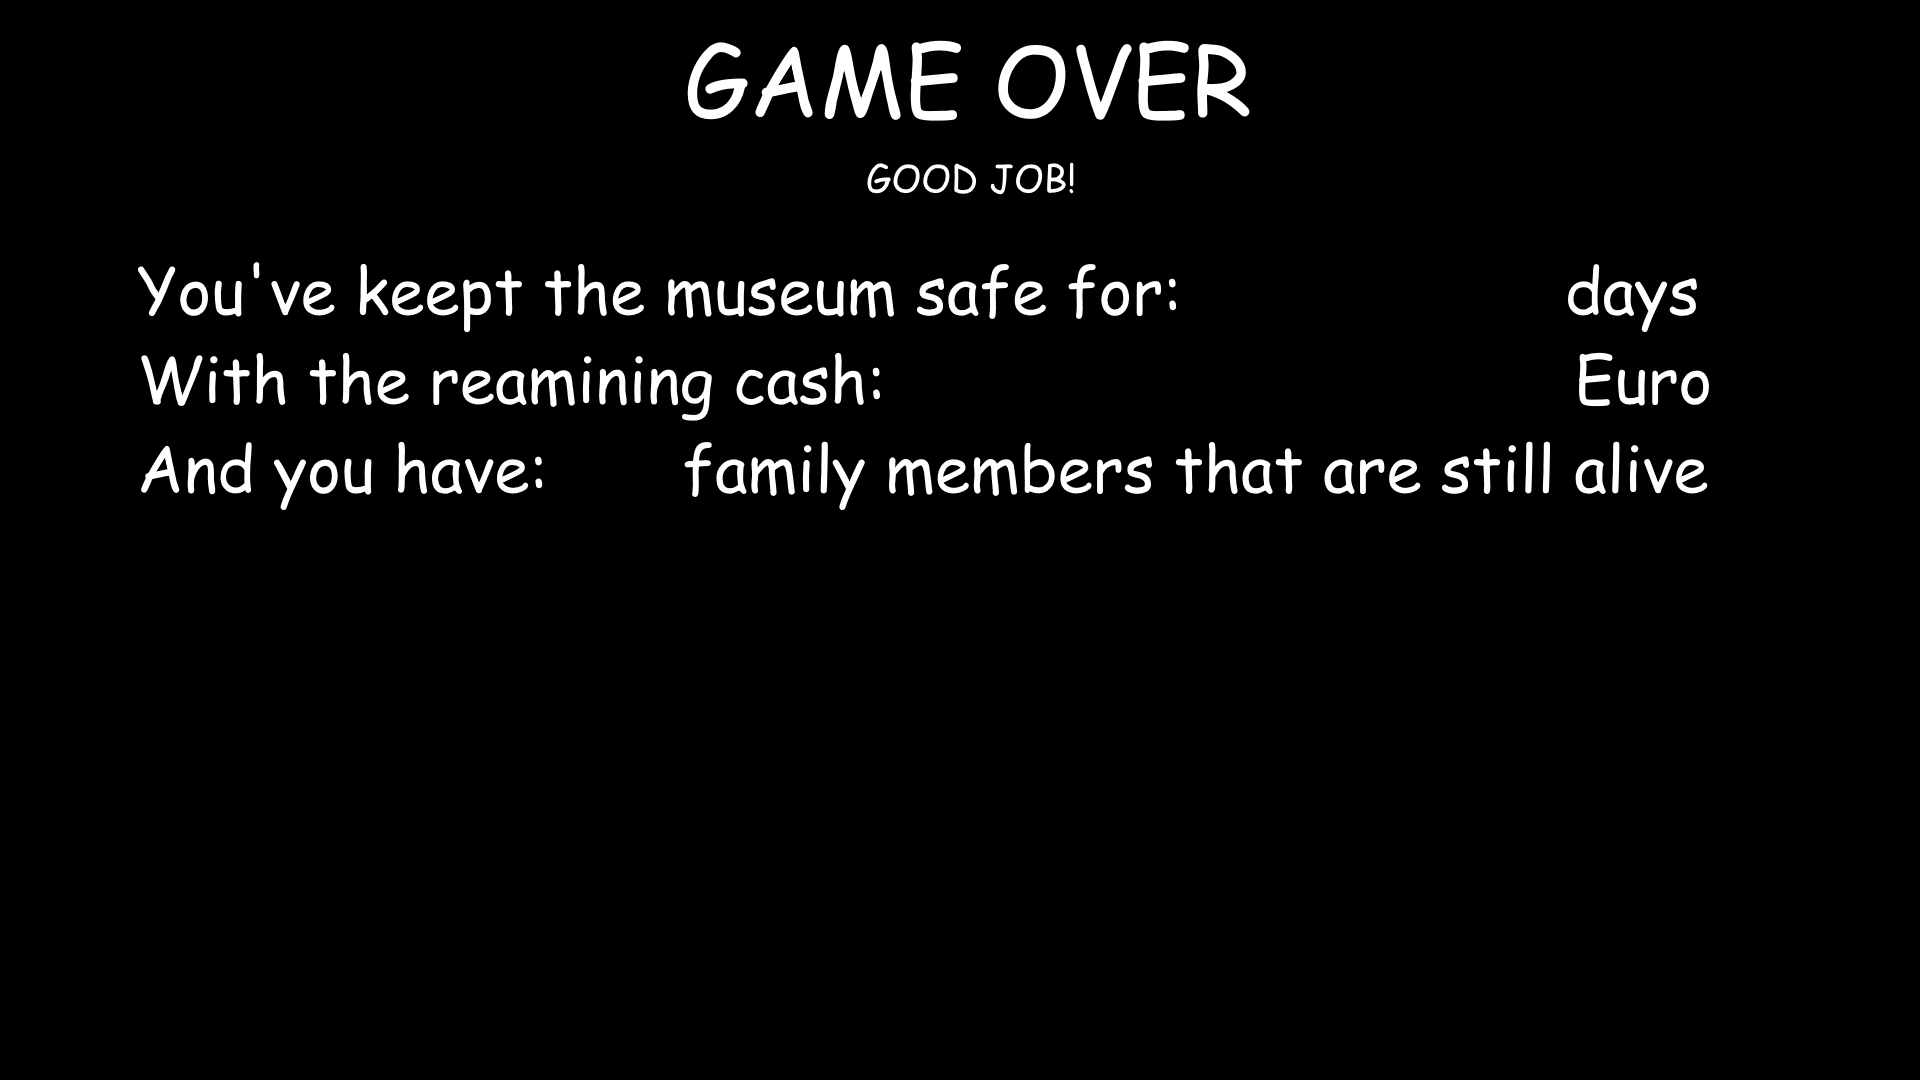 GAME OVER
GOOD JOB!
You've keept the museum safe for: days
With the reamining cash: Euro
And you have: family members that are still alive